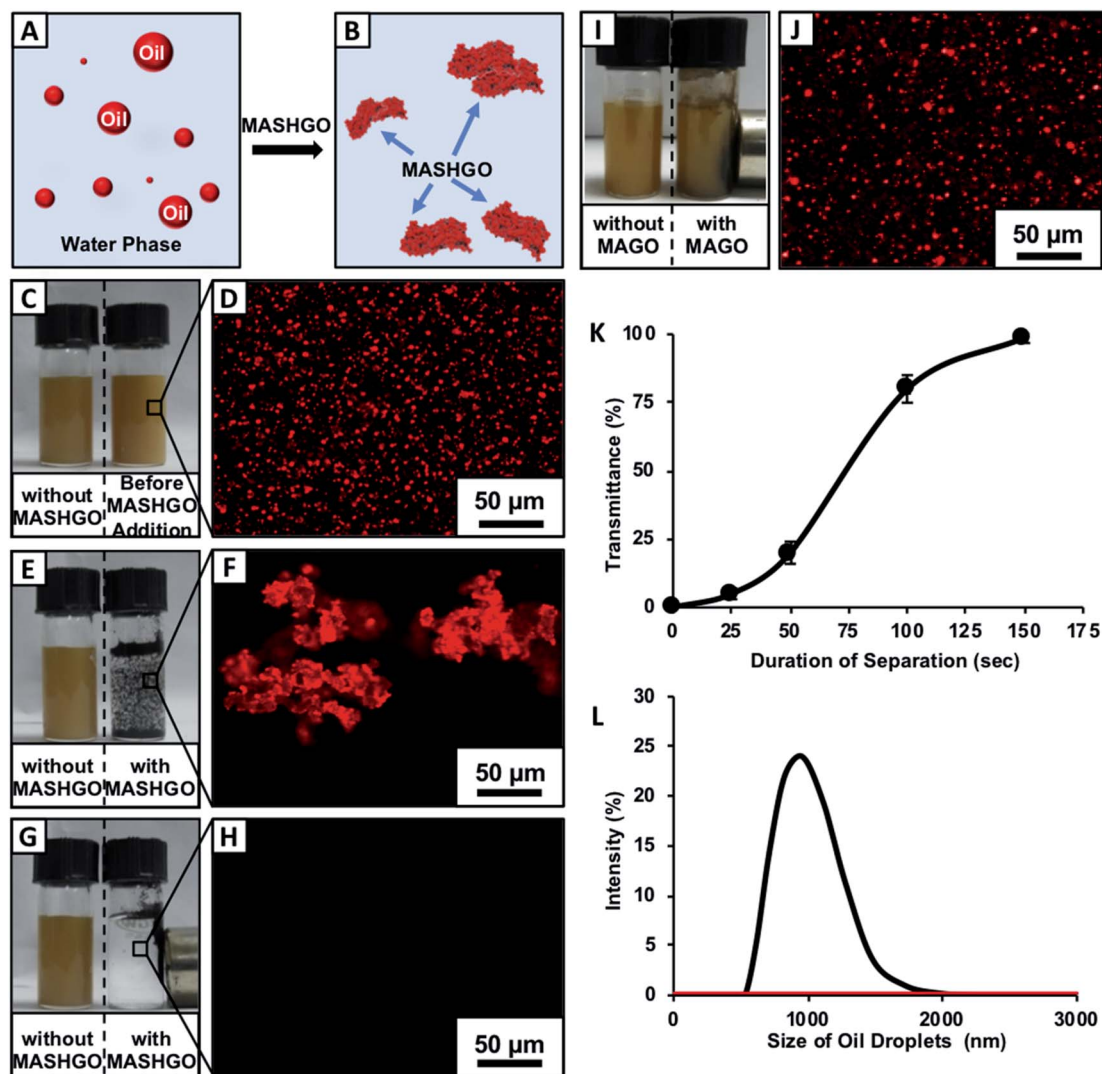 A
Oil
Oil
Oil
Water Phase
MASHGO
B
MASHGO
C
without
MASHGO
Before
MASHGO
Addition
D
50 µm
E
without
MASHGO
with
MASHGO
F
50 µm
G
without
MASHGO
with
MASHGO
H
50 µm
I
without
MAGO
with
MAGO
J
50 µm
K
Transmittance (%)
100
75
50
25
0
0 25 50 75 100 125 150 175
Duration of Separation (sec)
L
Intensity (%)
30
25
20
15
10
5
0
0 1000 2000 3000
Size of Oil Droplets (nm)